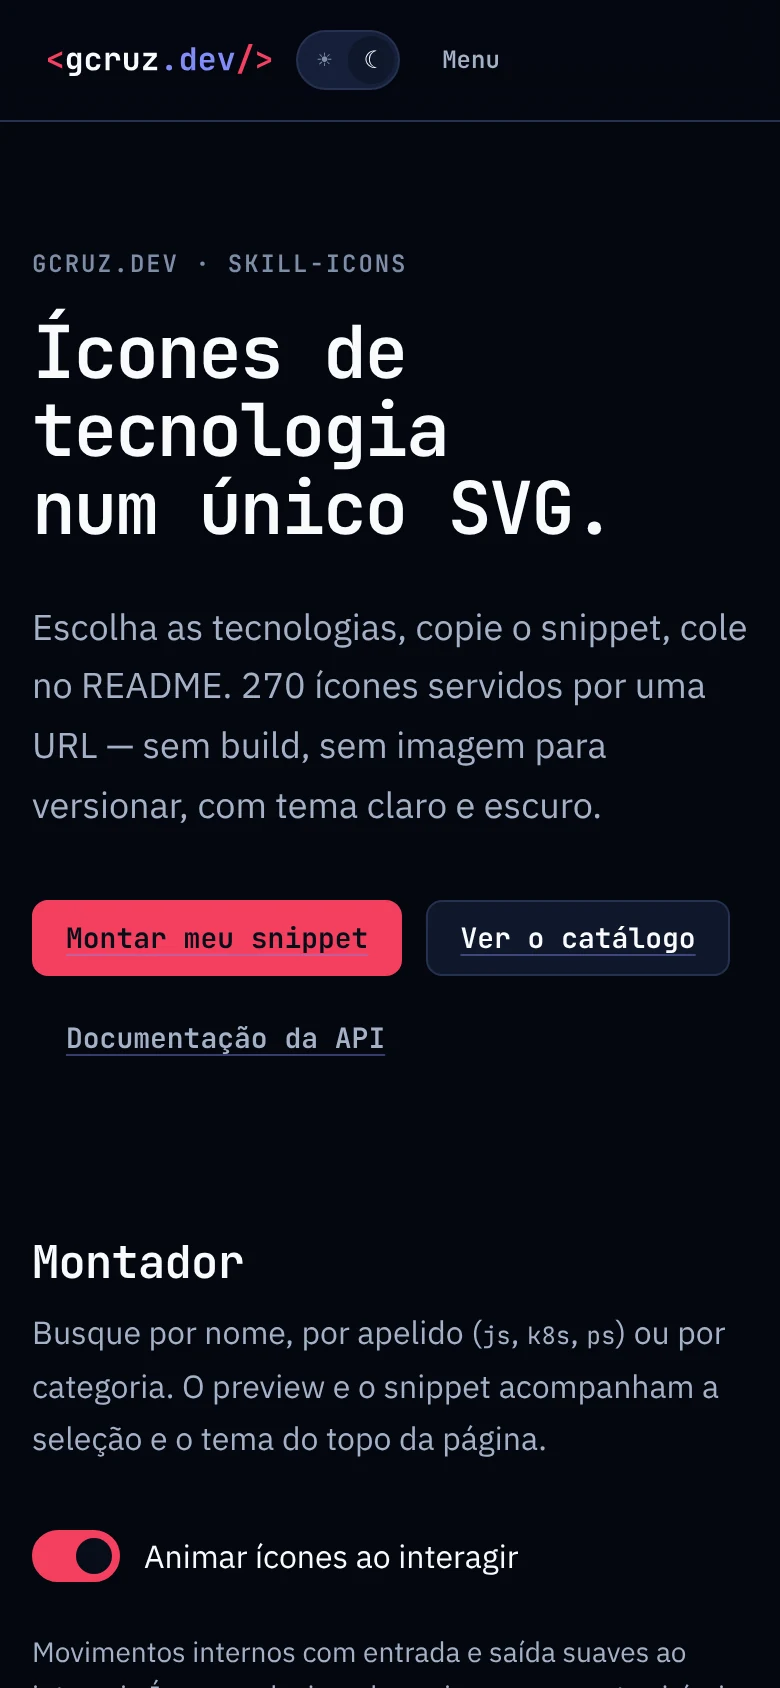 <gcruz.dev/>
Menu
GCRUZ.DEV · SKILL-ICONS
Ícones de
tecnologia
num único SVG.
Escolha as tecnologias, copie o snippet, cole
no README. 270 ícones servidos por uma
URL — sem build, sem imagem para
versionar, com tema claro e escuro.
Montar meu snippet
Ver o catálogo
Documentação da API
Montador
Busque por nome, por apelido (js, k8s, ps) ou por
categoria. O preview e o snippet acompanham a
seleção e o tema do topo da página.
Animar ícones ao interagir
Movimentos internos com entrada e saída suaves ao